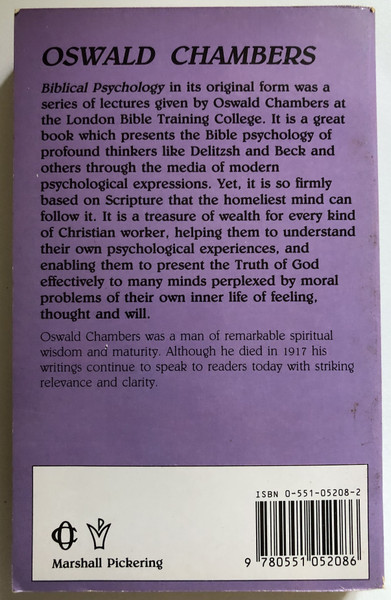 OSWALD CHAMBERS
Biblical Psychology in its original form was a
series of lectures given by Oswald Chambers at
the London Bible Training College. It is a great
book which presents the Bible psychology of
profound thinkers like Delitzsh and Beck and
others through the media of modern
psychological expressions. Yet, it is so firmly
based on Scripture that the homeliest mind can
follow it. It is a treasure of wealth for every kind
of Christian worker, helping them to understand
their own psychological experiences, and
enabling them to present the Truth of God
effectively to many minds perplexed by moral
problems of their own inner life of feeling,
thought and will.
Oswald Chambers was a man of remarkable spiritual
wisdom and maturity. Although he died in 1917 his
writings continue to speak to readers today with striking
relevance and clarity.
ISBN 0-551-05208-2
9 780551 052086
Marshall Pickering